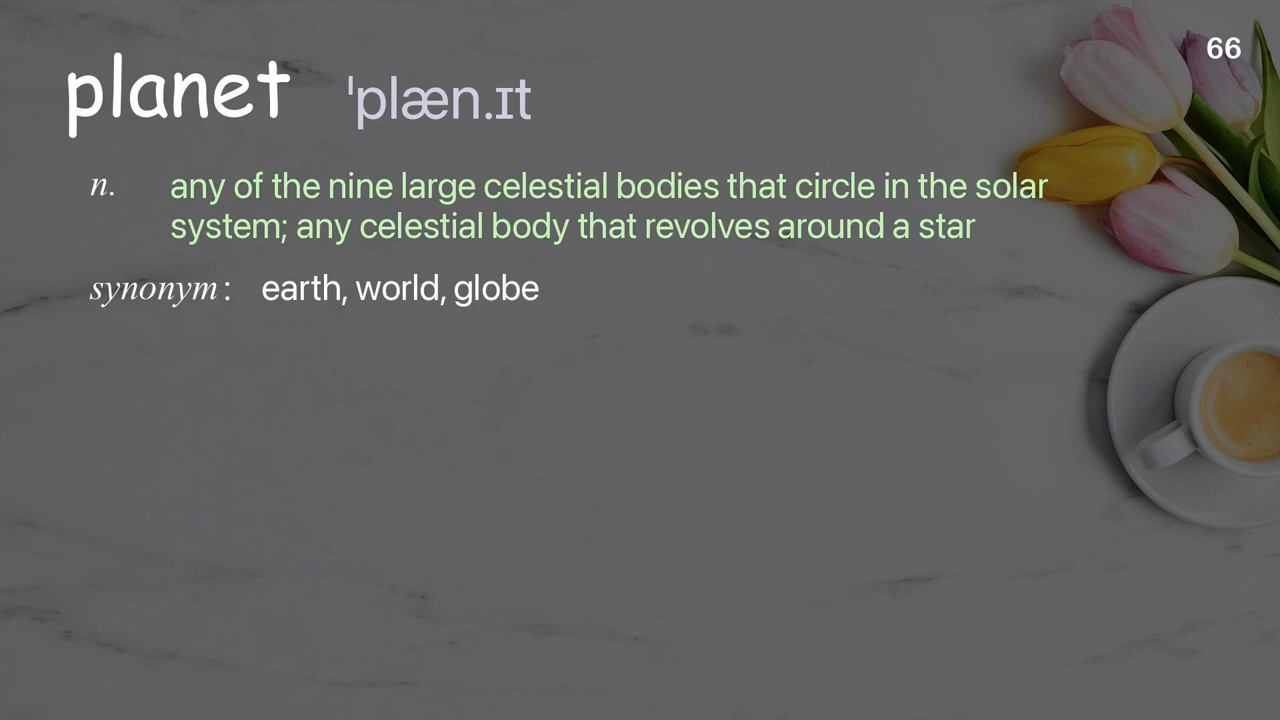 66
planet ˈplæn.ɪt
n. any of the nine large celestial bodies that circle in the solar
system; any celestial body that revolves around a star
synonym : earth, world, globe